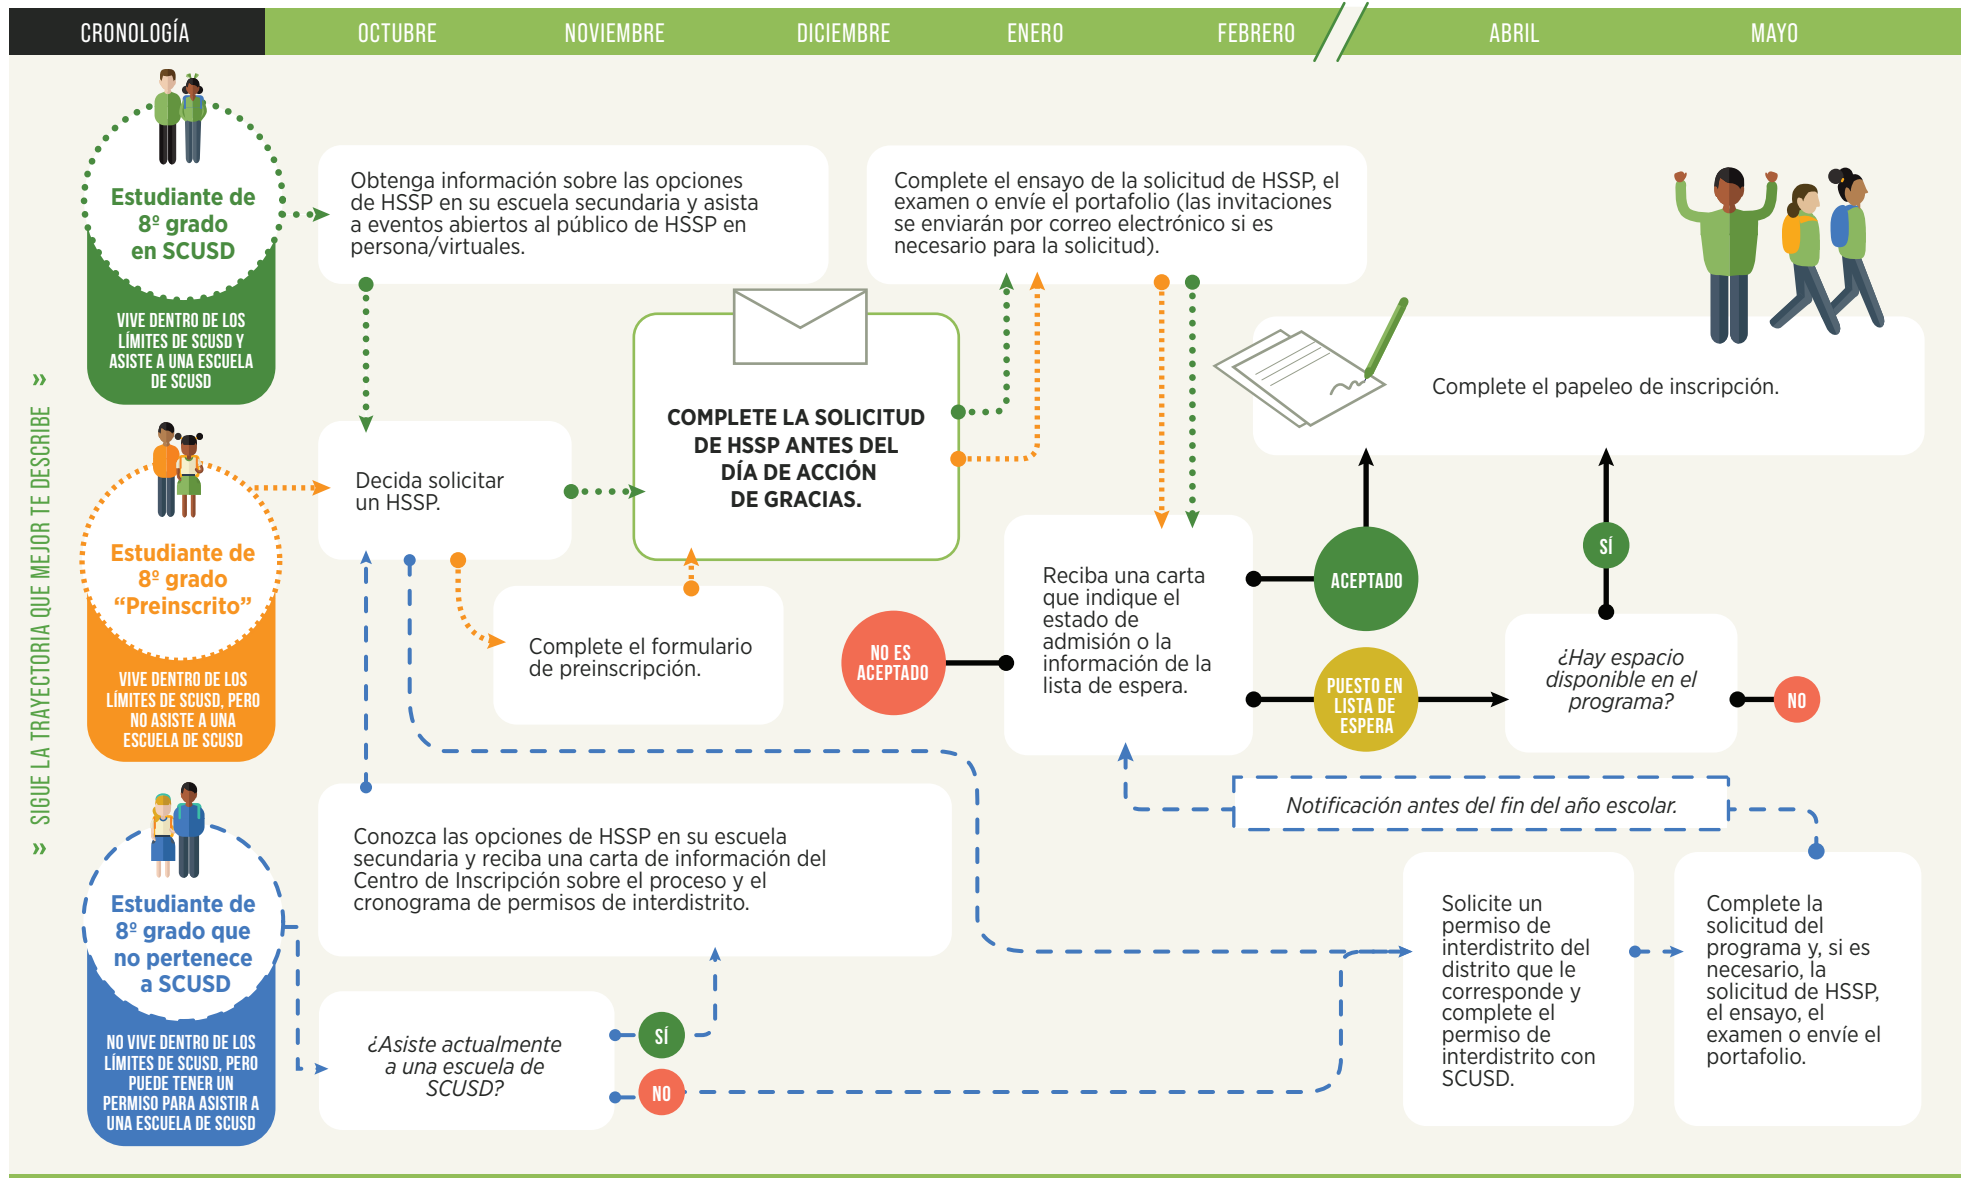 CRONOLOGÍA
OCTUBRE
NOVIEMBRE
DICIEMBRE
ENERO
FEBRERO
ABRIL
MAYO
» SIGUE LA TRAYECTORIA QUE MEJOR TE DESCRIBE »
Estudiante de
8º grado
en SCUSD
VIVE DENTRO DE LOS
LÍMITES DE SCUSD Y
ASISTE A UNA ESCUELA
DE SCUSD
Obtenga información sobre las opciones
de HSSP en su escuela secundaria y asista
a eventos abiertos al público de HSSP en
persona/virtuales.
Complete el ensayo de la solicitud de HSSP, el
examen o envíe el portafolio (las invitaciones
se enviarán por correo electrónico si es
necesario para la solicitud).
Complete el papeleo de inscripción.
Estudiante de
8º grado
“Preinscrito”
VIVE DENTRO DE LOS
LÍMITES DE SCUSD, PERO
NO ASISTE A UNA
ESCUELA DE SCUSD
Decida solicitar
un HSSP.
COMPLETE LA SOLICITUD
DE HSSP ANTES DEL
DÍA DE ACCIÓN
DE GRACIAS.
Complete el formulario
de preinscripción.
NO ES
ACEPTADO
Reciba una carta
que indique el
estado de
admisión o la
información de la
lista de espera.
ACEPTADO
PUESTO EN
LISTA DE
ESPERA
SÍ
¿Hay espacio
disponible en el
programa?
NO
Notificación antes del fin del año escolar.
Estudiante de
8º grado que
no pertenece
a SCUSD
NO VIVE DENTRO DE LOS
LÍMITES DE SCUSD, PERO
PUEDE TENER UN
PERMISO PARA ASISTIR A
UNA ESCUELA DE SCUSD
Conozca las opciones de HSSP en su escuela
secundaria y reciba una carta de información del
Centro de Inscripción sobre el proceso y el
cronograma de permisos de interdistrito.
¿Asiste actualmente
a una escuela de
SCUSD?
SÍ
NO
Solicite un
permiso de
interdistrito del
distrito que le
corresponde y
complete el
permiso de
interdistrito con
SCUSD.
Complete la
solicitud del
programa y, si es
necesario, la
solicitud de HSSP,
el ensayo, el
examen o envíe el
portafolio.